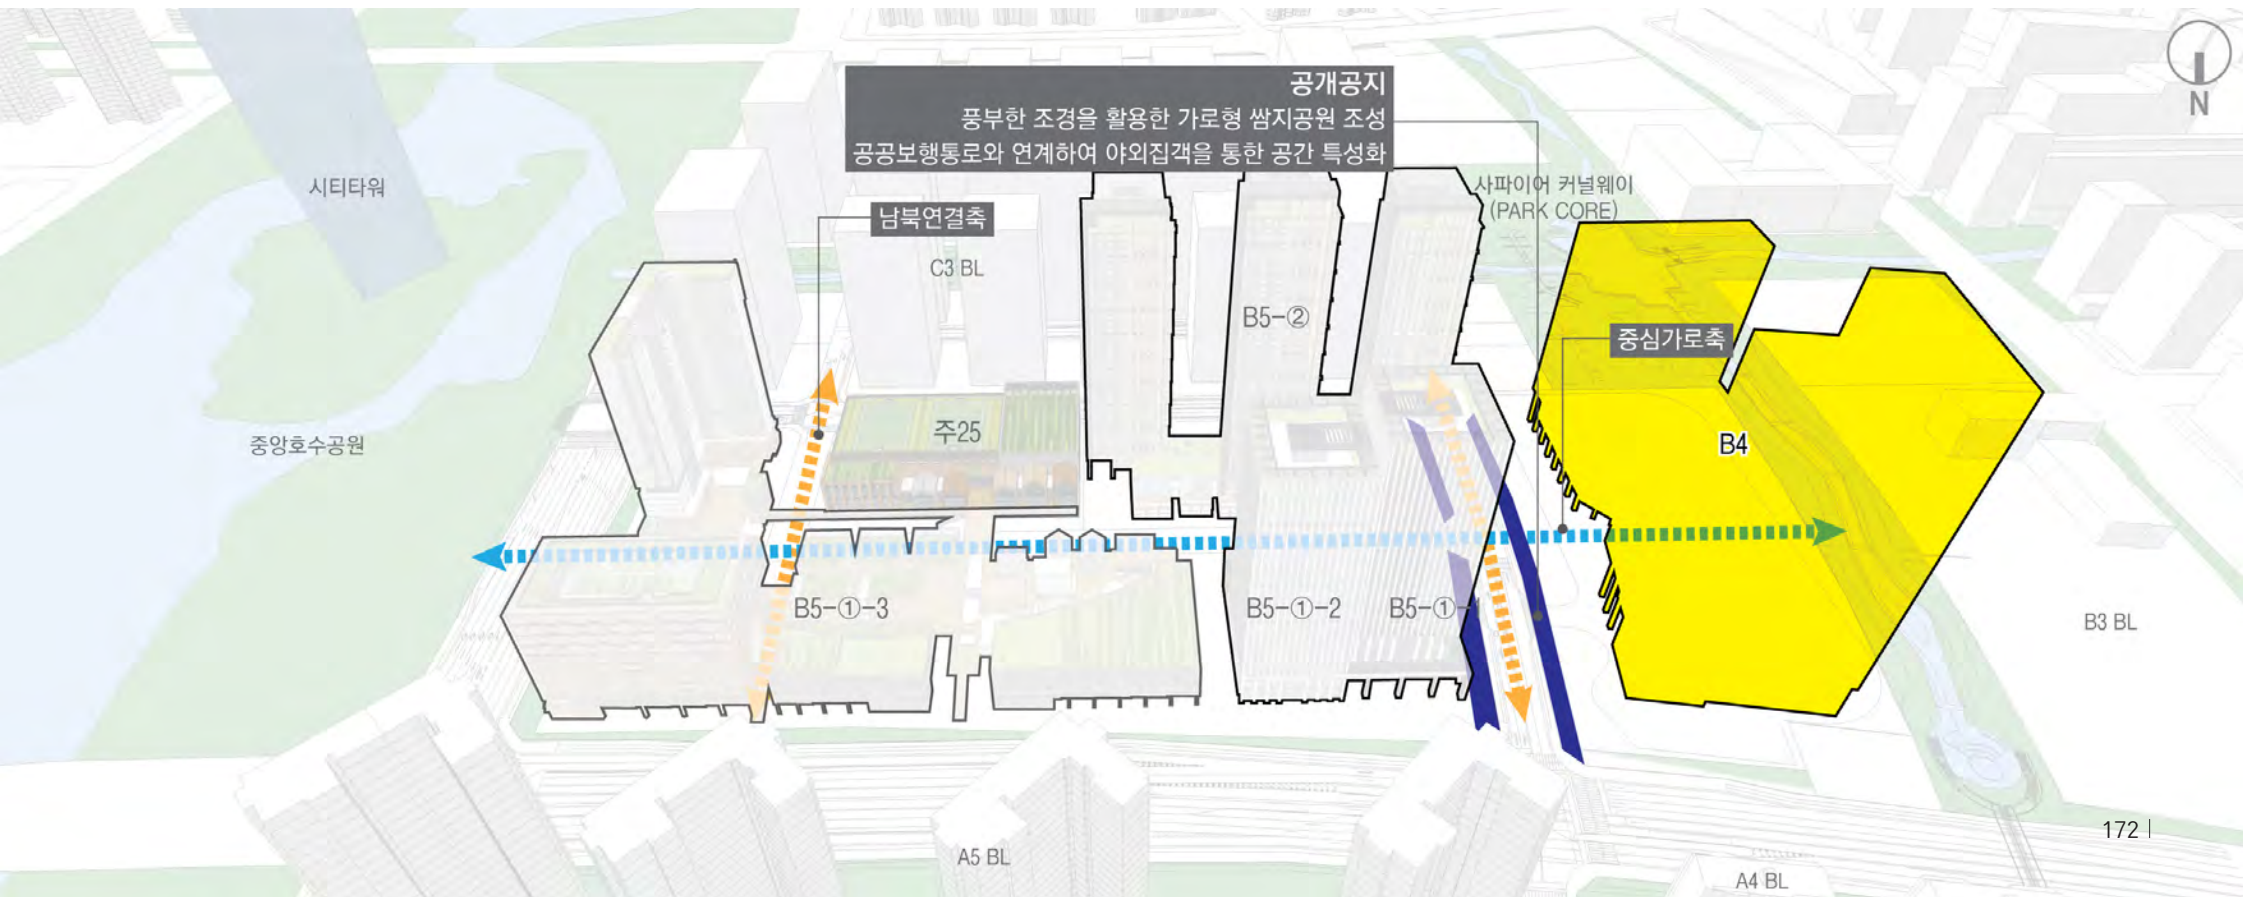 공개공지
풍부한 조경을 활용한 가로형 쌈지공원 조성
공공보행통로와 연계하여 야외집객을 통한 공간 특성화
N
시티타워
남북연결축
사파이어 커널웨이
(PARK CORE)
C3 BL
B5-②
중심가로축
중앙호수공원
주25
B4
B5-①-3
B5-①-2
B5-①-1
B3 BL
172
A5 BL
A4 BL